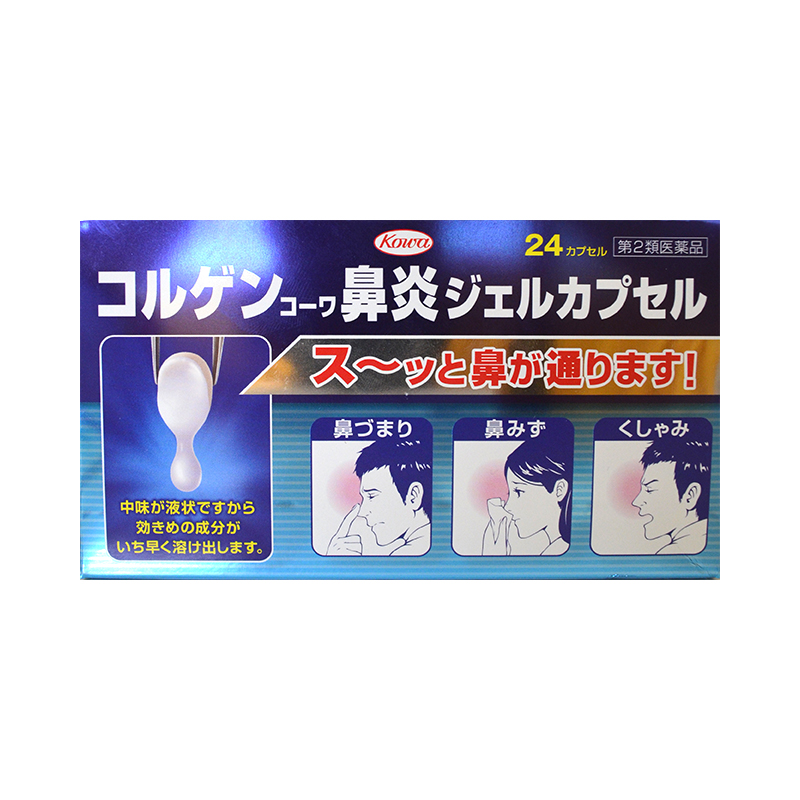 Kowa
24カプセル 第2類医薬品
コルゲンコーワ鼻炎ジェルカプセル
ス〜ッと鼻が通ります!
鼻づまり
鼻みず
くしゃみ
中味が液状ですから
効きめの成分が
いち早く溶け出します。